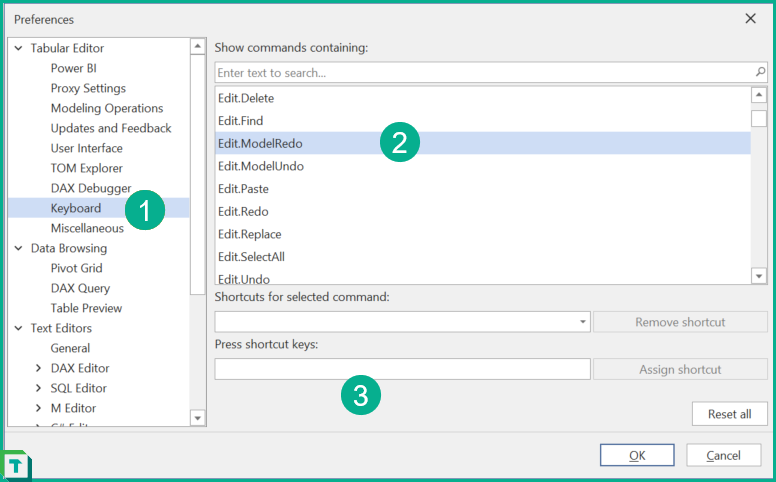 Preferences
Tabular Editor
Power BI
Proxy Settings
Modeling Operations
Updates and Feedback
User Interface
TOM Explorer
DAX Debugger
Keyboard
1
Miscellaneous
Data Browsing
Pivot Grid
DAX Query
Table Preview
Text Editors
General
DAX Editor
SQL Editor
M Editor
Show commands containing:
Enter text to search...
Edit.Delete
Edit.Find
Edit.ModelRedo
2
Edit.ModelUndo
Edit.Paste
Edit.Redo
Edit.Replace
Edit.SelectAll
Edit.Undo
Shortcuts for selected command:
Remove shortcut
Press shortcut keys:
Assign shortcut
3
Reset all
OK
Cancel
T